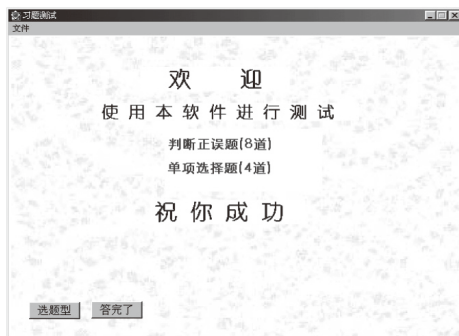 习题测试
文件
欢 迎
使用本软件进行测试
判断正误题(8道)
单项选择题(4道)
祝你成功
选题型 答完了